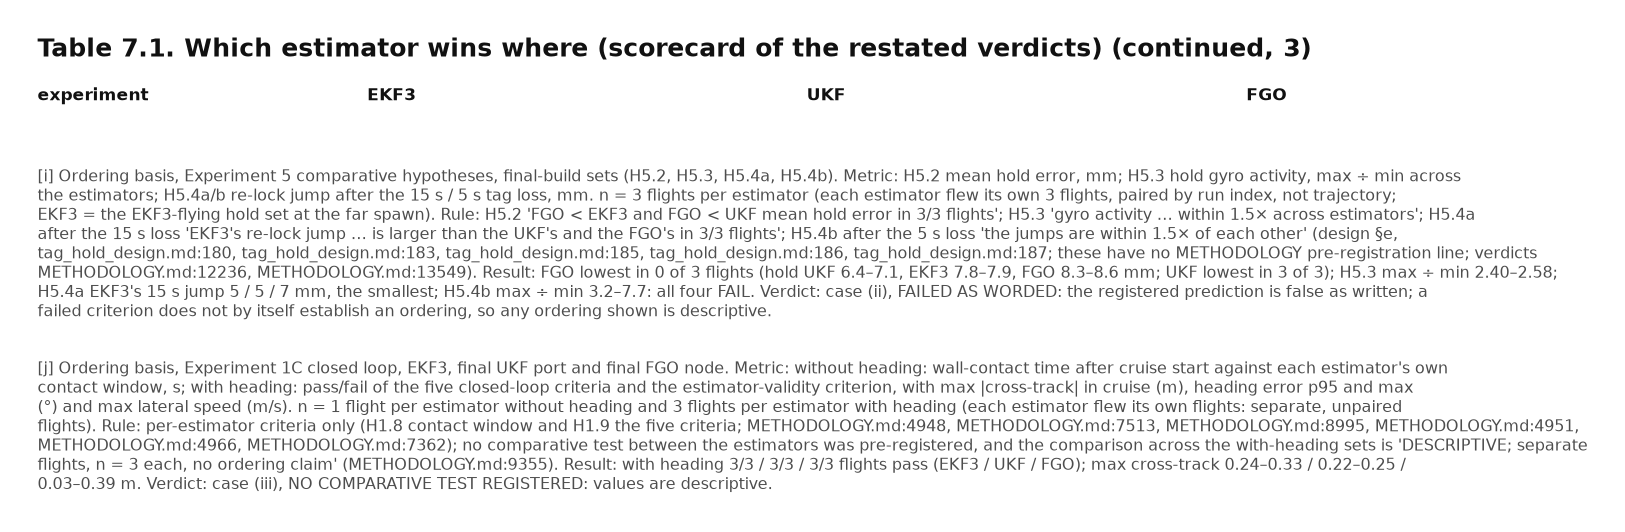 Table 7.1. Which estimator wins where (scorecard of the restated verdicts) (continued, 3)
experiment EKF3 UKF FGO
[i] Ordering basis, Experiment 5 comparative hypotheses, final-build sets (H5.2, H5.3, H5.4a, H5.4b). Metric: H5.2 mean hold error, mm; H5.3 hold gyro activity, max ÷ min across
the estimators; H5.4a/b re-lock jump after the 15 s / 5 s tag loss, mm. n = 3 flights per estimator (each estimator flew its own 3 flights, paired by run index, not trajectory;
EKF3 = the EKF3-flying hold set at the far spawn). Rule: H5.2 'FGO < EKF3 and FGO < UKF mean hold error in 3/3 flights'; H5.3 'gyro activity … within 1.5× across estimators'; H5.4a
after the 15 s loss 'EKF3's re-lock jump … is larger than the UKF's and the FGO's in 3/3 flights'; H5.4b after the 5 s loss 'the jumps are within 1.5× of each other' (design §e,
tag_hold_design.md:180, tag_hold_design.md:183, tag_hold_design.md:185, tag_hold_design.md:186, tag_hold_design.md:187; these have no METHODOLOGY pre-registration line; verdicts
METHODOLOGY.md:12236, METHODOLOGY.md:13549). Result: FGO lowest in 0 of 3 flights (hold UKF 6.4–7.1, EKF3 7.8–7.9, FGO 8.3–8.6 mm; UKF lowest in 3 of 3); H5.3 max ÷ min 2.40–2.58;
H5.4a EKF3's 15 s jump 5 / 5 / 7 mm, the smallest; H5.4b max ÷ min 3.2–7.7: all four FAIL. Verdict: case (ii), FAILED AS WORDED: the registered prediction is false as written; a
failed criterion does not by itself establish an ordering, so any ordering shown is descriptive.
[j] Ordering basis, Experiment 1C closed loop, EKF3, final UKF port and final FGO node. Metric: without heading: wall-contact time after cruise start against each estimator's own
contact window, s; with heading: pass/fail of the five closed-loop criteria and the estimator-validity criterion, with max |cross-track| in cruise (m), heading error p95 and max
(°) and max lateral speed (m/s). n = 1 flight per estimator without heading and 3 flights per estimator with heading (each estimator flew its own flights: separate, unpaired
flights). Rule: per-estimator criteria only (H1.8 contact window and H1.9 the five criteria; METHODOLOGY.md:4948, METHODOLOGY.md:7513, METHODOLOGY.md:8995, METHODOLOGY.md:4951,
METHODOLOGY.md:4966, METHODOLOGY.md:7362); no comparative test between the estimators was pre-registered, and the comparison across the with-heading sets is 'DESCRIPTIVE; separate
flights, n = 3 each, no ordering claim' (METHODOLOGY.md:9355). Result: with heading 3/3 / 3/3 / 3/3 flights pass (EKF3 / UKF / FGO); max cross-track 0.24–0.33 / 0.22–0.25 /
0.03–0.39 m. Verdict: case (iii), NO COMPARATIVE TEST REGISTERED: values are descriptive.